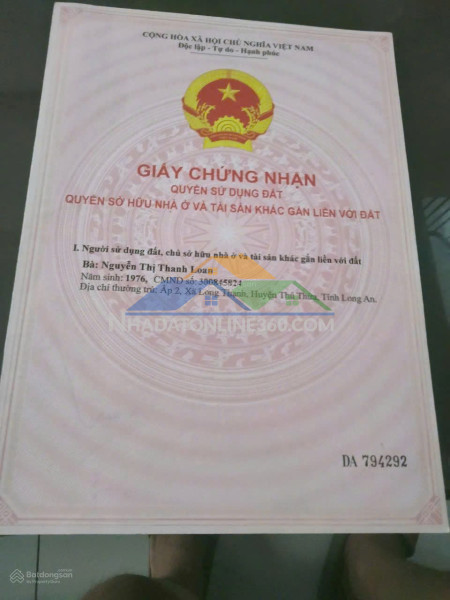 CỘNG HÒA XÃ HỘI CHỦ NGHĨA VIỆT NAM
Độc lập - Tự do - Hạnh phúc
GIẤY CHỨNG NHẬN
QUYỀN SỬ DỤNG ĐẤT
QUYỀN SỞ HỮU NHÀ Ở VÀ TÀI SẢN KHÁC GẮN LIỀN VỚI ĐẤT
I. Người sử dụng đất, chủ sở hữu nhà ở và tài sản khác gắn liền với đất
Bà: Nguyễn Thị Thanh Loan
Năm sinh: 1976, CMND số: 300845824
Địa chỉ thường trú: Ấp 2, Xã Long Thành, Huyện Thủ Thừa, Tỉnh Long An.
NHADATONLINE360.COM
DA 794292
Batdongsan